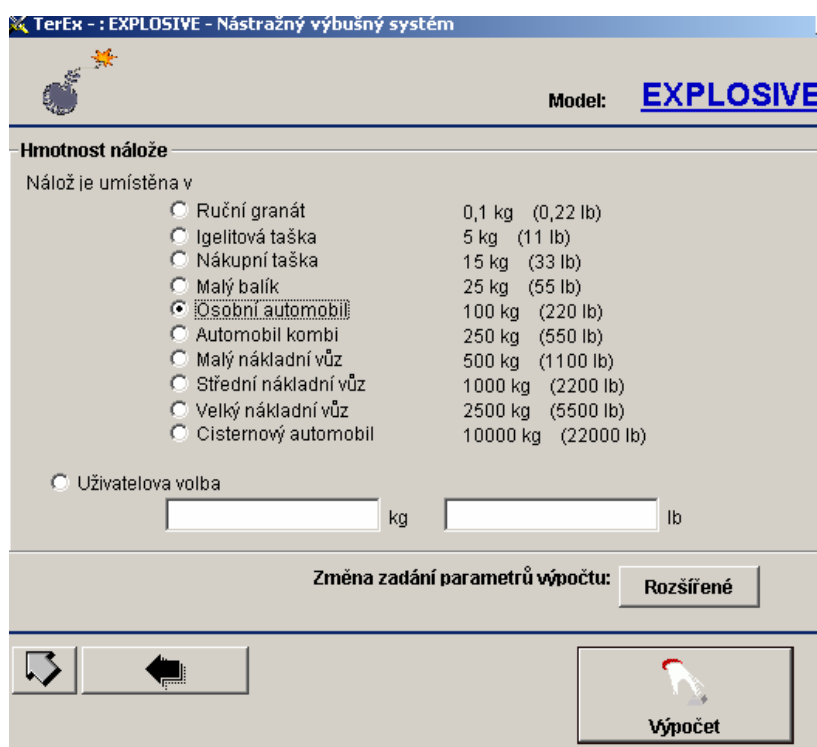 TerEx - : EXPLOSIVE - Nástražný výbušný systém
Model: EXPLOSIVE
Hmotnost nálože
Nálož je umístěna v
Ruční granát 0,1 kg (0,22 lb)
Igelitová taška 5 kg (11 lb)
Nákupní taška 15 kg (33 lb)
Malý balík 25 kg (55 lb)
Osobní automobil 100 kg (220 lb)
Automobil kombi 250 kg (550 lb)
Malý nákladní vůz 500 kg (1100 lb)
Střední nákladní vůz 1000 kg (2200 lb)
Velký nákladní vůz 2500 kg (5500 lb)
Cisternový automobil 10000 kg (22000 lb)
Uživatelova volba
kg lb
Změna zadání parametrů výpočtu: Rozšířené
Výpočet